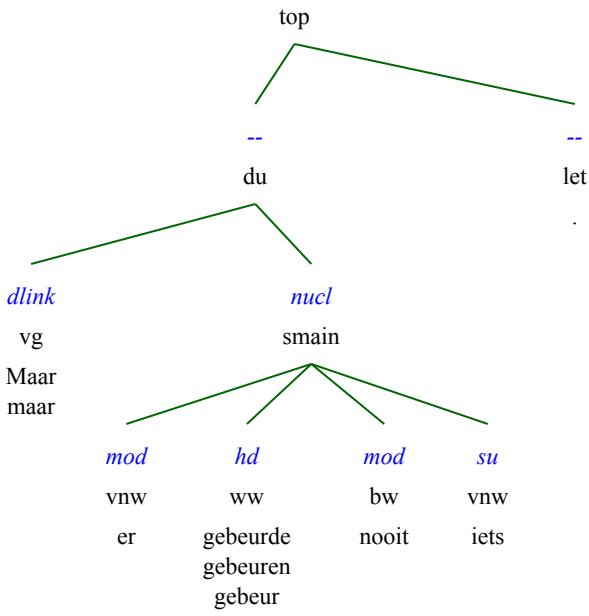 top
-- --
du let
.
dlink nucl
vg smain
Maar
maar
mod hd mod su
vnw ww bw vnw
er gebeurde nooit iets
gebeuren
gebeur